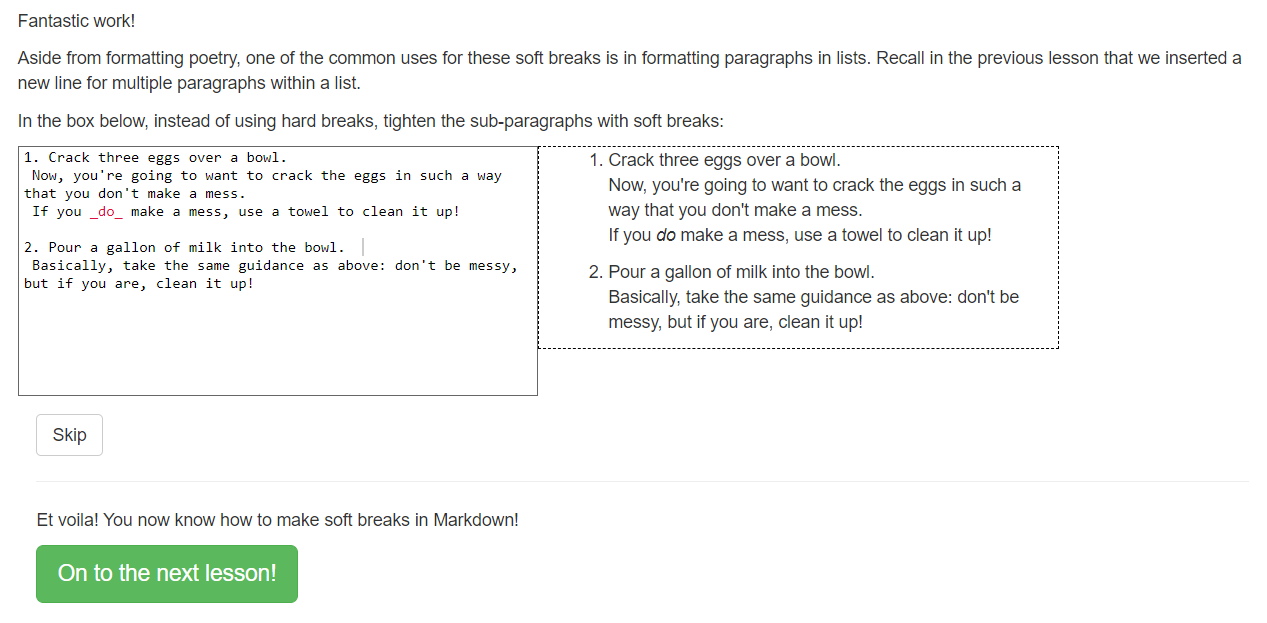 Fantastic work!
Aside from formatting poetry, one of the common uses for these soft breaks is in formatting paragraphs in lists. Recall in the previous lesson that we inserted a
new line for multiple paragraphs within a list.
In the box below, instead of using hard breaks, tighten the sub-paragraphs with soft breaks:
1. Crack three eggs over a bowl.
Now, you're going to want to crack the eggs in such a way
that you don't make a mess.
If you _do_ make a mess, use a towel to clean it up!
2. Pour a gallon of milk into the bowl.
Basically, take the same guidance as above: don't be messy,
but if you are, clean it up!
1. Crack three eggs over a bowl.
Now, you're going to want to crack the eggs in such a
way that you don't make a mess.
If you do make a mess, use a towel to clean it up!
2. Pour a gallon of milk into the bowl.
Basically, take the same guidance as above: don't be
messy, but if you are, clean it up!
Skip
Et voila! You now know how to make soft breaks in Markdown!
On to the next lesson!